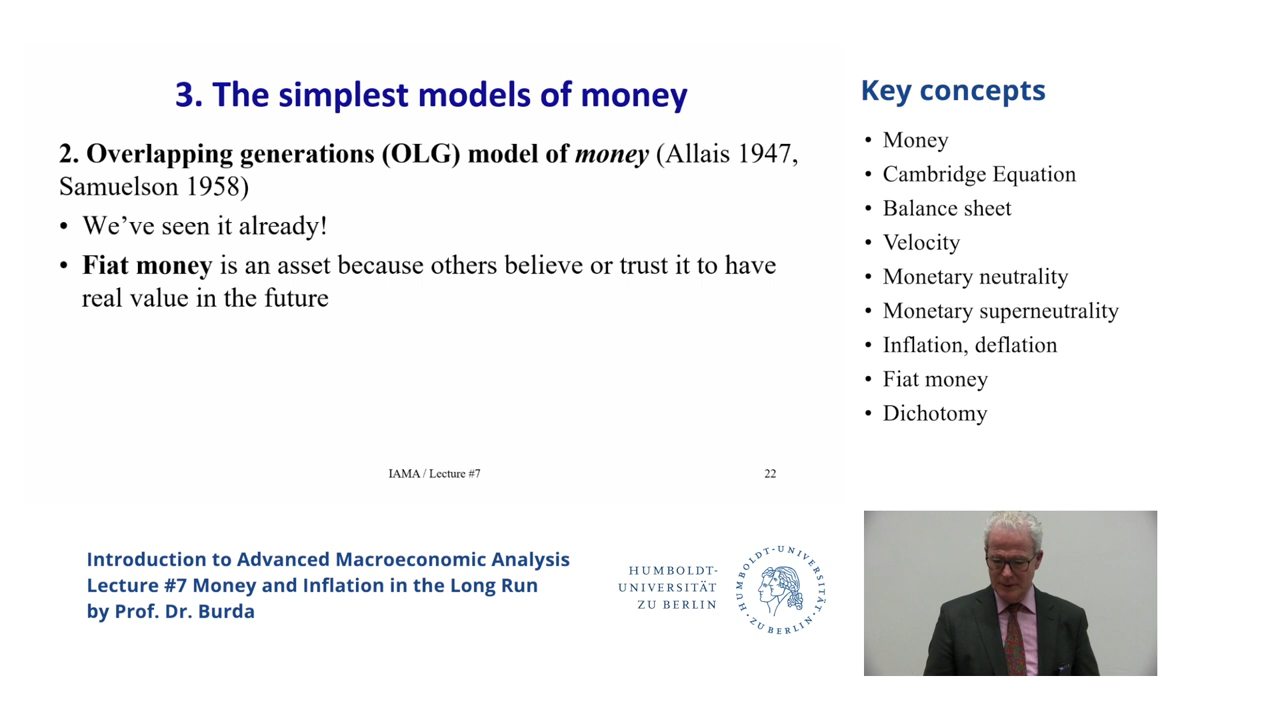 3. The simplest models of money
2. Overlapping generations (OLG) model of money (Allais 1947,
Samuelson 1958)
• We’ve seen it already!
• Fiat money is an asset because others believe or trust it to have
real value in the future
IAMA / Lecture #7
22
Key concepts
• Money
• Cambridge Equation
• Balance sheet
• Velocity
• Monetary neutrality
• Monetary superneutrality
• Inflation, deflation
• Fiat money
• Dichotomy
Introduction to Advanced Macroeconomic Analysis
Lecture #7 Money and Inflation in the Long Run
by Prof. Dr. Burda
HUMBOLDT-
UNIVERSITÄT
ZU BERLIN
HUMBOLDT-UNIVERSITÄT
ZU BERLIN